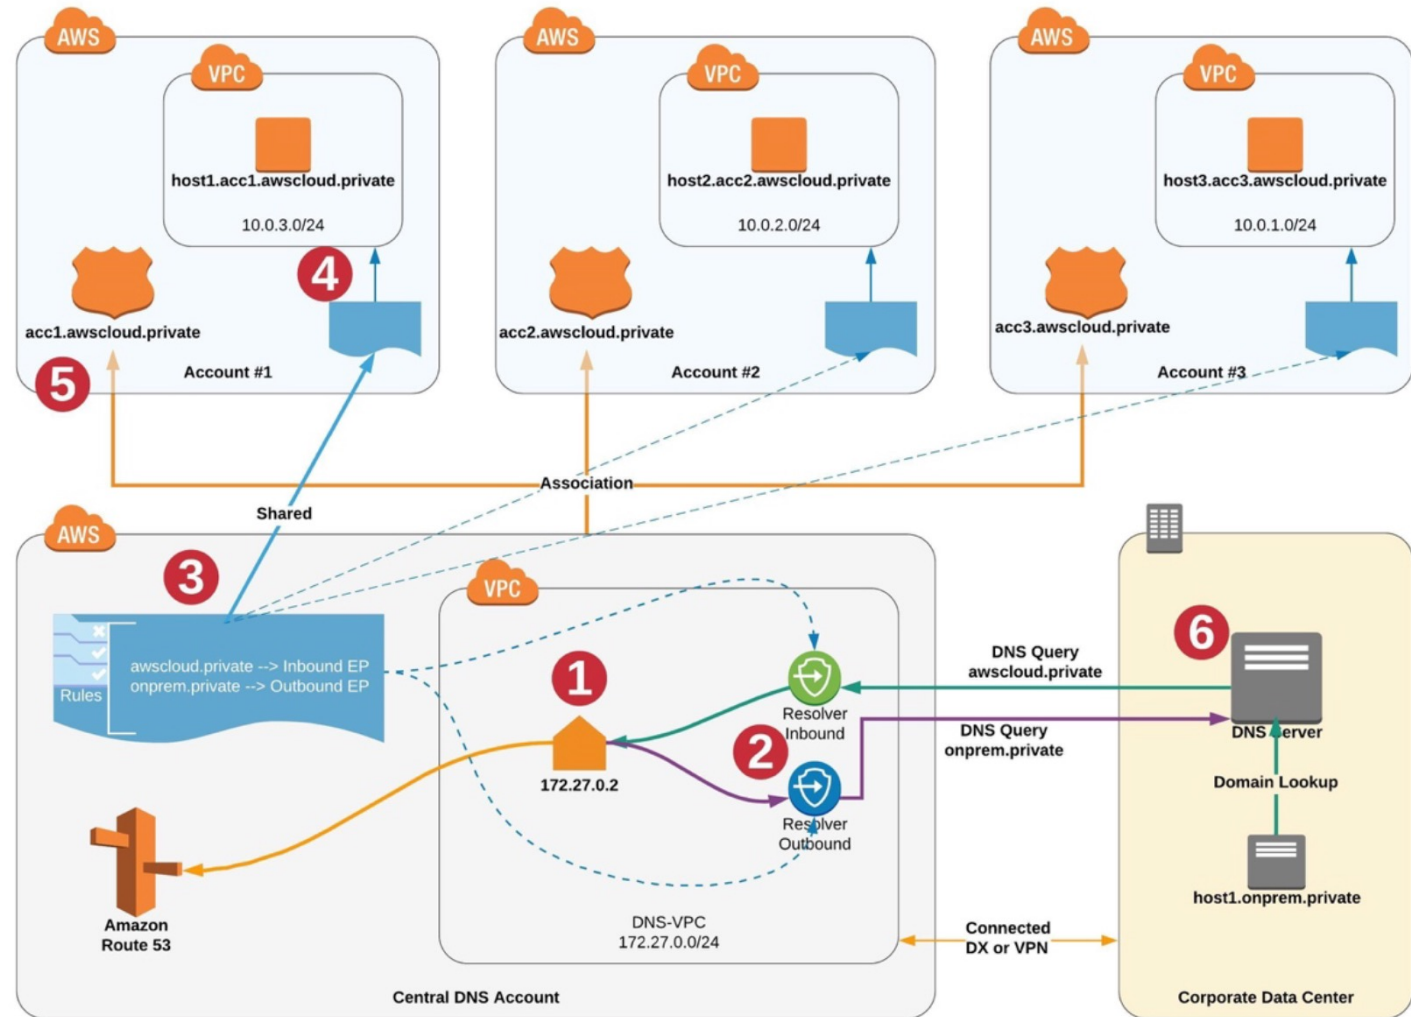 AWS
AWS
AWS
VPC
VPC
VPC
host1.acc1.awscloud.private
host2.acc2.awscloud.private
host3.acc3.awscloud.private
10.0.3.0/24
10.0.2.0/24
10.0.1.0/24
4
acc1.awscloud.private
acc2.awscloud.private
acc3.awscloud.private
5
Account #1
Account #2
Account #3
Association
Shared
AWS
3
VPC
awscloud.private --> Inbound EP
onprem.private --> Outbound EP
Rules
1
Resolver
Inbound
2
172.27.0.2
Resolver
Outbound
DNS Query
awscloud.private
DNS Query
onprem.private
6
DNS Server
Domain Lookup
host1.onprem.private
Amazon
Route 53
DNS-VPC
172.27.0.0/24
Connected
DX or VPN
Central DNS Account
Corporate Data Center